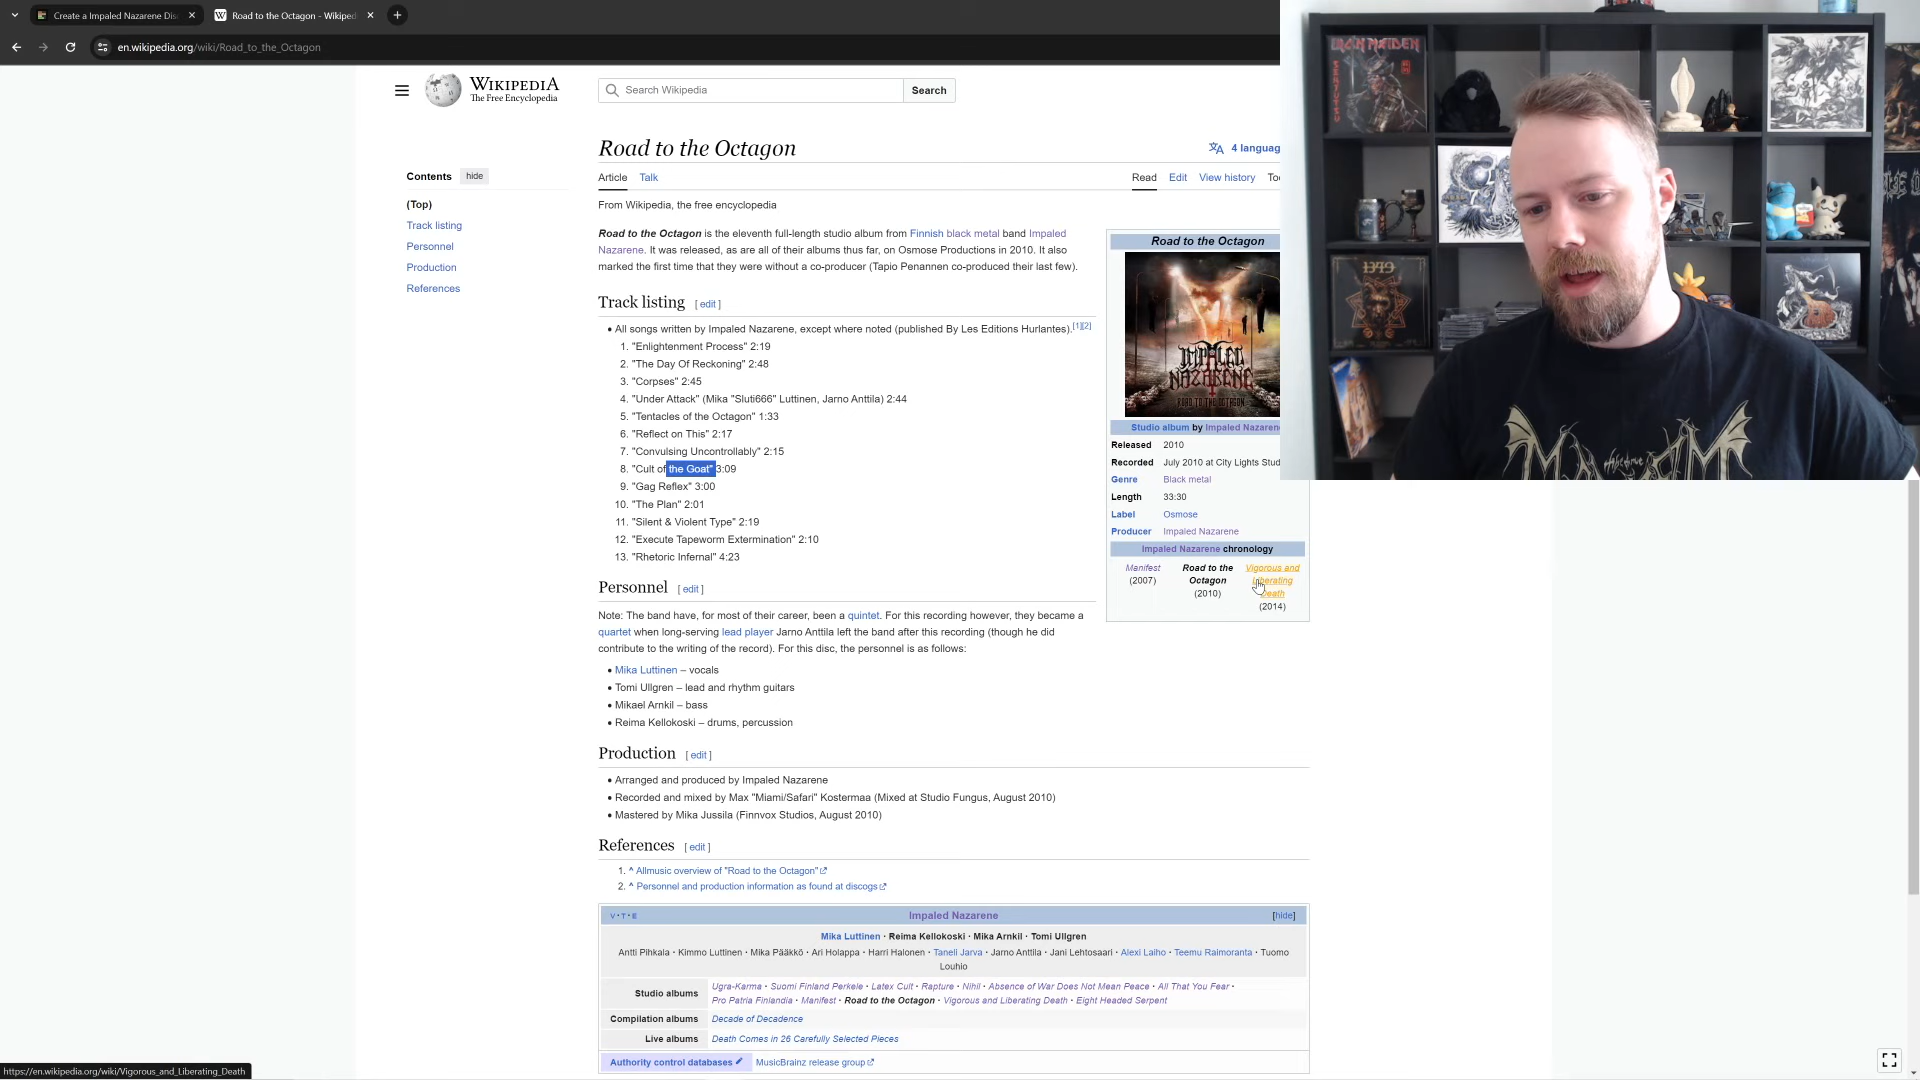 Create a Impaled Nazarene Dis
Road to the Octagon - Wikiped
en.wikipedia.org/wiki/Road_to_the_Octagon
WIKIPEDIA
The Free Encyclopedia
Search Wikipedia
Search
Road to the Octagon
4 languag
Contents
hide
Article
Talk
Read
Edit
View history
Too
(Top)
Track listing
Personnel
Production
References
From Wikipedia, the free encyclopedia
Road to the Octagon is the eleventh full-length studio album from Finnish black metal band Impaled
Nazarene. It was released, as are all of their albums thus far, on Osmose Productions in 2010. It also
marked the first time that they were without a co-producer (Tapio Penannen co-produced their last few).
Track listing [ edit ]
• All songs written by Impaled Nazarene, except where noted (published By Les Editions Hurlantes).[1][2]
1. "Enlightenment Process" 2:19
2. "The Day Of Reckoning" 2:48
3. "Corpses" 2:45
4. "Under Attack" (Mika "Sluti666" Luttinen, Jarno Anttila) 2:44
5. "Tentacles of the Octagon" 1:33
6. "Reflect on This" 2:17
7. "Convulsing Uncontrollably" 2:15
8. "Cult of the Goat" 3:09
9. "Gag Reflex" 3:00
10. "The Plan" 2:01
11. "Silent & Violent Type" 2:19
12. "Execute Tapeworm Extermination" 2:10
13. "Rhetoric Infernal" 4:23
Road to the Octagon
IMPALED
NAZARENE
ROAD TO THE OCTAGON
Studio album by Impaled Nazaren
Released 2010
Recorded July 2010 at City Lights Stud
Genre Black metal
Length 33:30
Label Osmose
Producer Impaled Nazarene
Impaled Nazarene chronology
Manifest
(2007)
Road to the
Octagon
(2010)
Vigorous and
Liberating
Death
(2014)
Personnel [ edit ]
Note: The band have, for most of their career, been a quintet. For this recording however, they became a
quartet when long-serving lead player Jarno Anttila left the band after this recording (though he did
contribute to the writing of the record). For this disc, the personnel is as follows:
• Mika Luttinen – vocals
• Tomi Ullgren – lead and rhythm guitars
• Mikael Arnkil – bass
• Reima Kellokoski – drums, percussion
Production [ edit ]
• Arranged and produced by Impaled Nazarene
• Recorded and mixed by Max "Miami/Safari" Kostermaa (Mixed at Studio Fungus, August 2010)
• Mastered by Mika Jussila (Finnvox Studios, August 2010)
References [ edit ]
1. ^ Allmusic overview of "Road to the Octagon"
2. ^ Personnel and production information as found at discogs
V · T · E
Impaled Nazarene
[hide]
Mika Luttinen · Reima Kellokoski · Mika Arnkil · Tomi Ullgren
Antti Pihkala · Kimmo Luttinen · Mika Pääkkö · Ari Holappa · Harri Halonen · Taneli Jarva · Jarno Anttila · Jani Lehtosaari · Alexi Laiho · Teemu Raimoranta · Tuomo
Louhio
Studio albums
Ugra-Karma · Suomi Finland Perkele · Latex Cult · Rapture · Nihil · Absence of War Does Not Mean Peace · All That You Fear ·
Pro Patria Finlandia · Manifest · Road to the Octagon · Vigorous and Liberating Death · Eight Headed Serpent
Compilation albums Decade of Decadence
Live albums Death Comes in 26 Carefully Selected Pieces
Authority control databases MusicBrainz release group
https://en.wikipedia.org/wiki/Vigorous_and_Liberating_Death
IRON MAIDEN
SENJUTSU
1349
MAYHEM